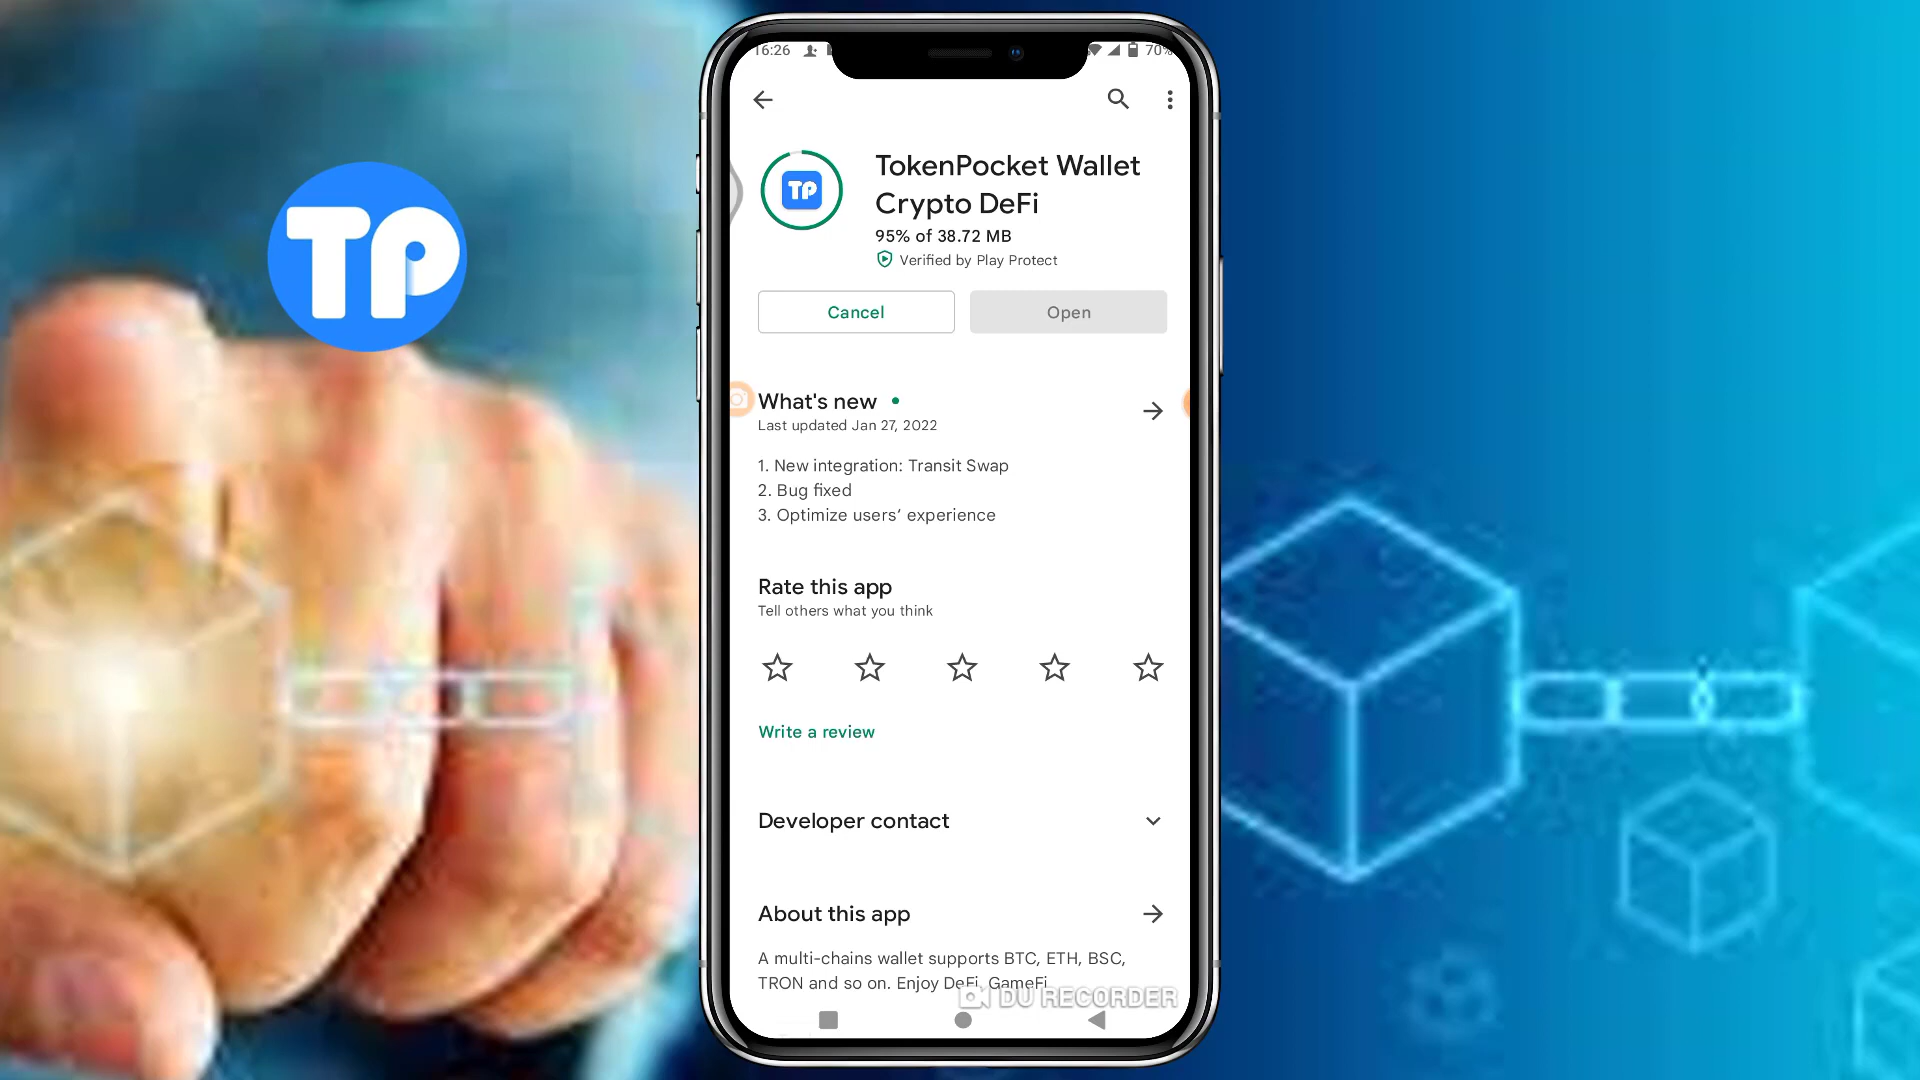 16:26
70%
TP
TokenPocket Wallet
Crypto DeFi
TP
95% of 38.72 MB
Verified by Play Protect
Cancel
Open
What's new
Last updated Jan 27, 2022
1. New integration: Transit Swap
2. Bug fixed
3. Optimize users’ experience
Rate this app
Tell others what you think
Write a review
Developer contact
About this app
A multi-chains wallet supports BTC, ETH, BSC,
TRON and so on. Enjoy DeFi, GameFi
DU RECORDER